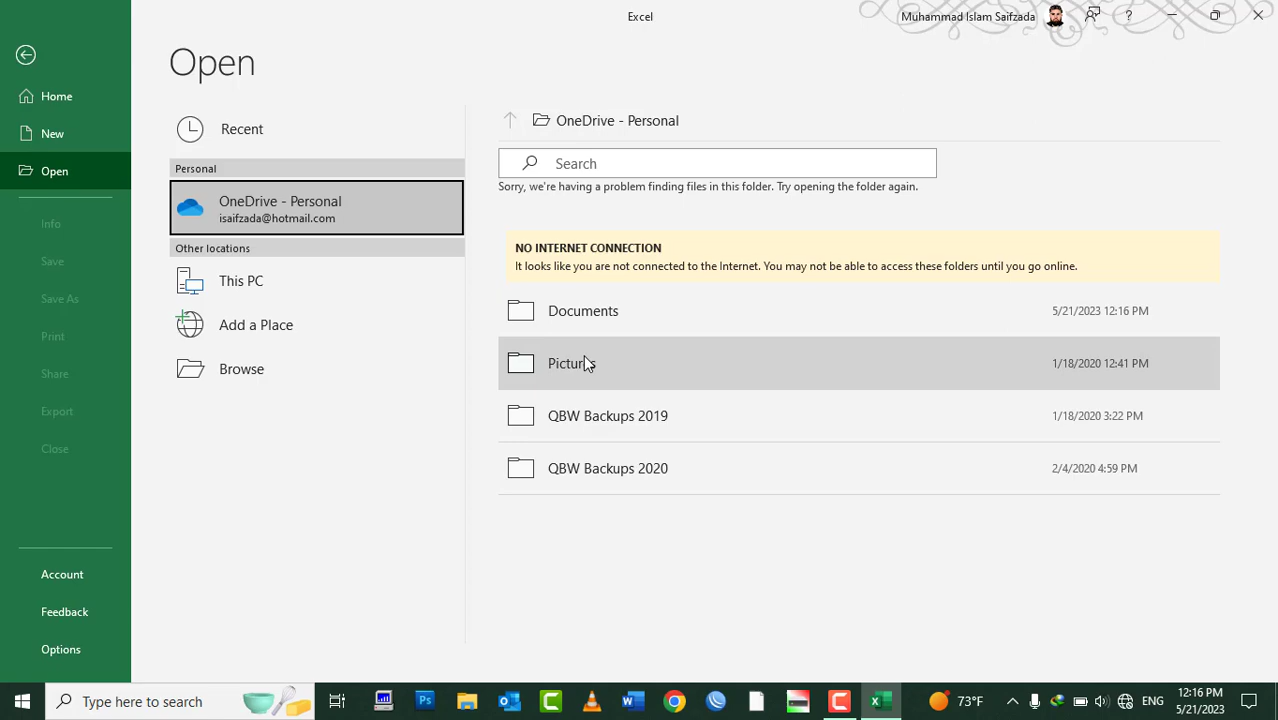 Excel
Muhammad Islam Saifzada
?
Open
Home
New
Open
Info
Save
Save As
Print
Share
Export
Close
Account
Feedback
Options
Recent
Personal
OneDrive - Personal
isaifzada@hotmail.com
Other locations
This PC
Add a Place
Browse
OneDrive - Personal
Search
Sorry, we're having a problem finding files in this folder. Try opening the folder again.
NO INTERNET CONNECTION
It looks like you are not connected to the Internet. You may not be able to access these folders until you go online.
Documents 5/21/2023 12:16 PM
Pictures 1/18/2020 12:41 PM
QBW Backups 2019 1/18/2020 3:22 PM
QBW Backups 2020 2/4/2020 4:59 PM
Type here to search
73°F
ENG
12:16 PM
5/21/2023